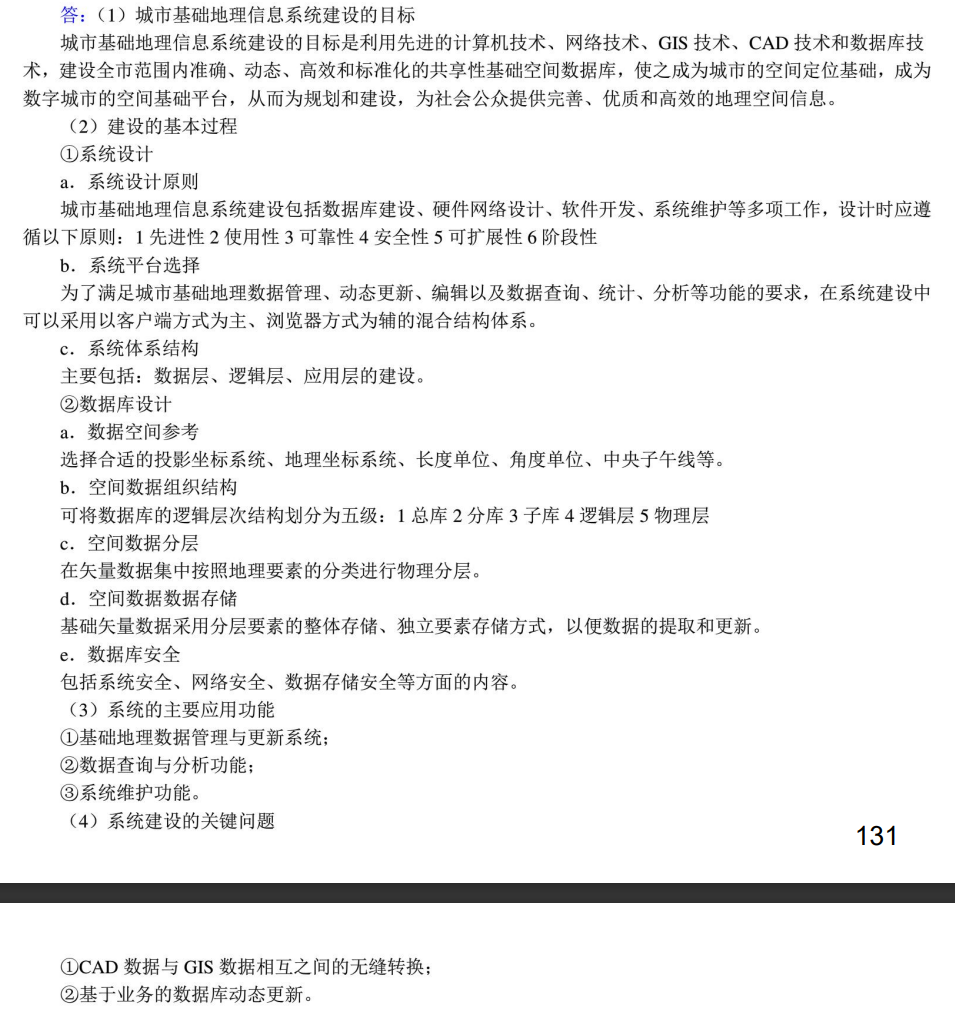 答：（1）城市基础地理信息系统建设的目标
城市基础地理信息系统建设的目标是利用先进的计算机技术、网络技术、GIS 技术、CAD 技术和数据库技
术，建设全市范围内准确、动态、高效和标准化的共享性基础空间数据库，使之成为城市的空间定位基础，成为
数字城市的空间基础平台，从而为规划和建设，为社会公众提供完善、优质和高效的地理空间信息。
（2）建设的基本过程
①系统设计
a．系统设计原则
城市基础地理信息系统建设包括数据库建设、硬件网络设计、软件开发、系统维护等多项工作，设计时应遵
循以下原则：1 先进性 2 使用性 3 可靠性 4 安全性 5 可扩展性 6 阶段性
b．系统平台选择
为了满足城市基础地理数据管理、动态更新、编辑以及数据查询、统计、分析等功能的要求，在系统建设中
可以采用以客户端方式为主、浏览器方式为辅的混合结构体系。
c．系统体系结构
主要包括：数据层、逻辑层、应用层的建设。
②数据库设计
a．数据空间参考
选择合适的投影坐标系统、地理坐标系统、长度单位、角度单位、中央子午线等。
b．空间数据组织结构
可将数据库的逻辑层次结构划分为五级：1 总库 2 分库 3 子库 4 逻辑层 5 物理层
c．空间数据分层
在矢量数据集中按照地理要素的分类进行物理分层。
d．空间数据数据存储
基础矢量数据采用分层要素的整体存储、独立要素存储方式，以便数据的提取和更新。
e．数据库安全
包括系统安全、网络安全、数据存储安全等方面的内容。
（3）系统的主要应用功能
①基础地理数据管理与更新系统；
②数据查询与分析功能；
③系统维护功能。
（4）系统建设的关键问题
131
①CAD 数据与 GIS 数据相互之间的无缝转换；
②基于业务的数据库动态更新。